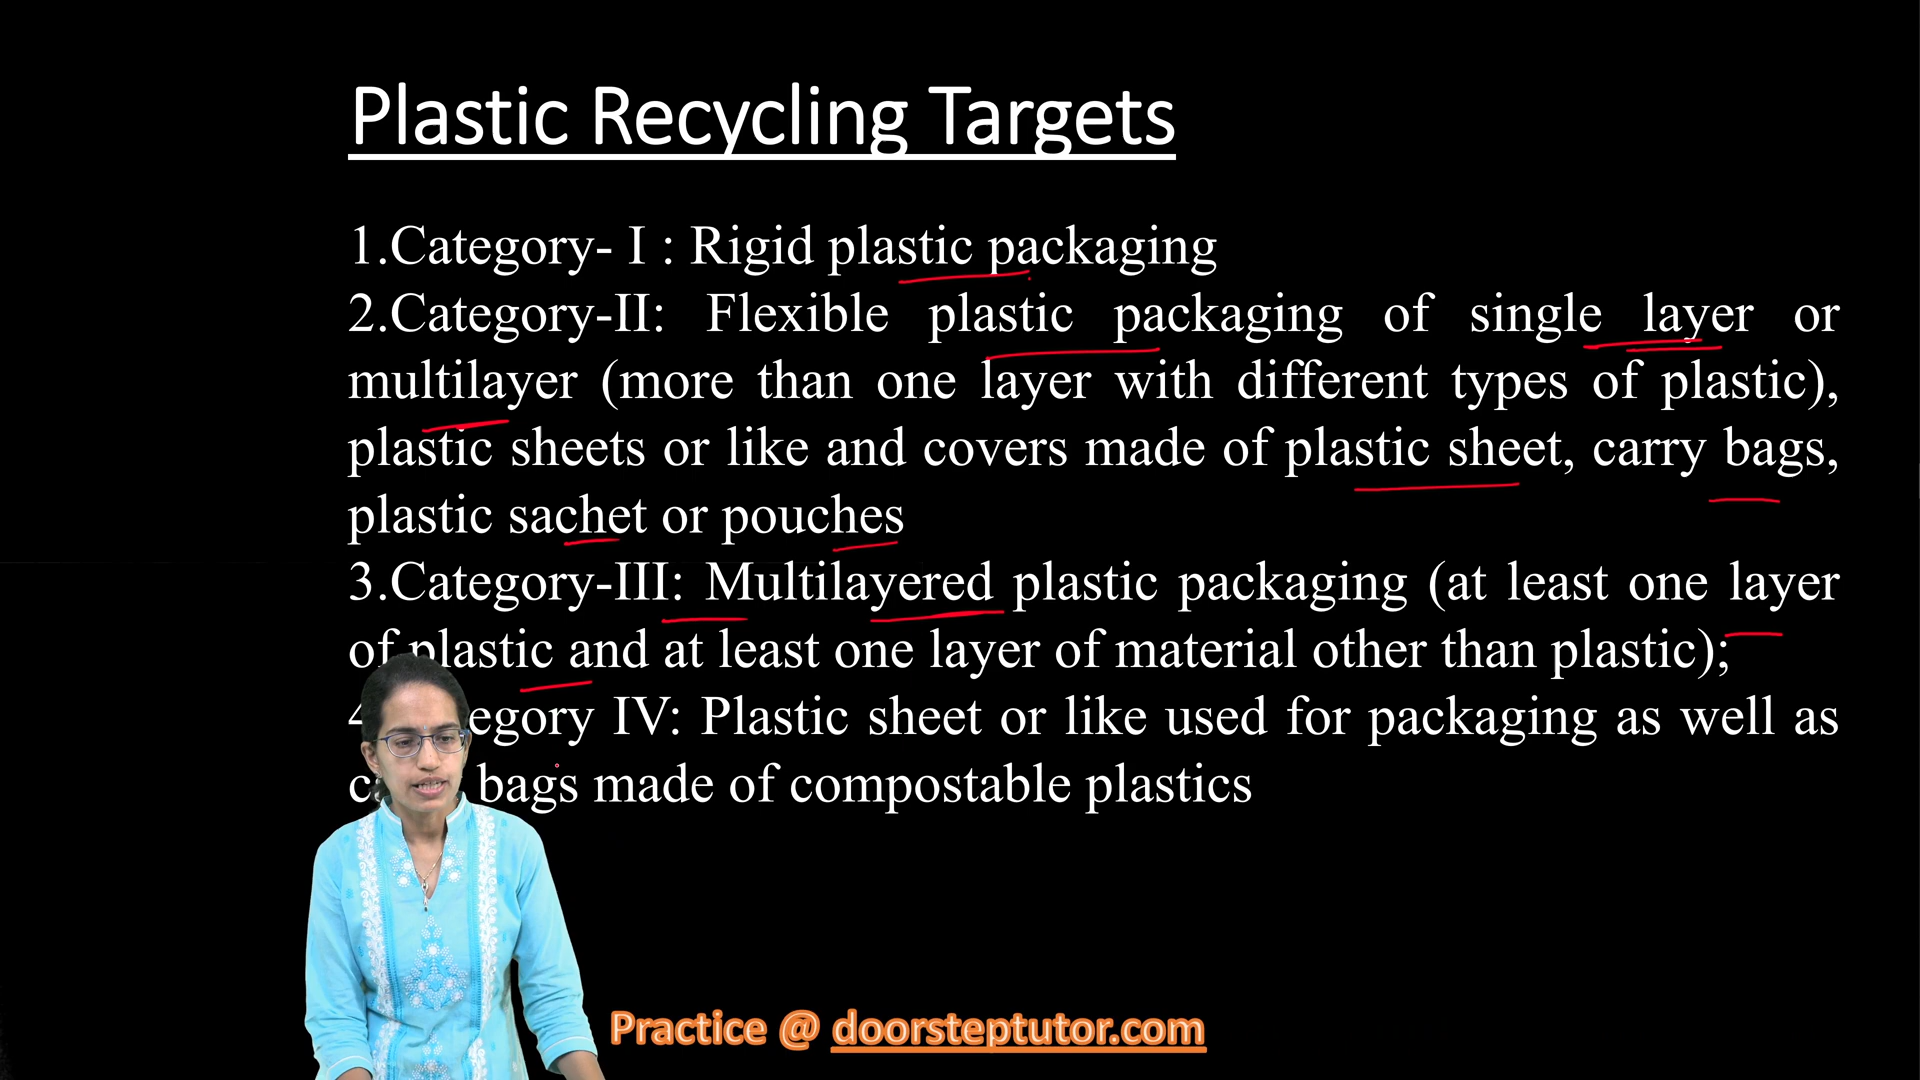 Plastic Recycling Targets
1.Category- I : Rigid plastic packaging
2.Category-II: Flexible plastic packaging of single layer or
multilayer (more than one layer with different types of plastic),
plastic sheets or like and covers made of plastic sheet, carry bags,
plastic sachet or pouches
3.Category-III: Multilayered plastic packaging (at least one layer
of plastic and at least one layer of material other than plastic);
IV: Plastic sheet or like used for packaging as well as
bags made of compostable plastics
Practice @ doorsteptutor.com